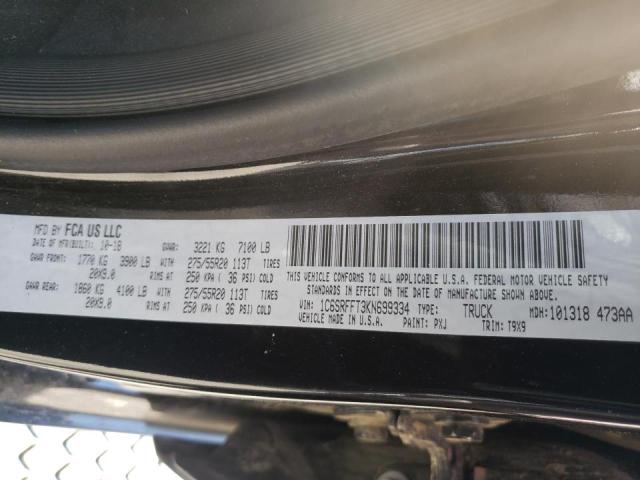 MFD BY FCA US LLC
DATE OF MFR(BUILT): 10-18 GVWR: 3221 KG 7100 LB
GAWR FRONT: 1770 KG 3900 LB WITH 275/55R20 113T TIRES
20X9.0 RIMS AT 250 KPA ( 36 PSI) COLD
GAWR REAR: 1860 KG 4100 LB WITH 275/55R20 113T TIRES
20X9.0 RIMS AT 250 KPA ( 36 PSI) COLD
THIS VEHICLE CONFORMS TO ALL APPLICABLE U.S.A. FEDERAL MOTOR VEHICLE SAFETY
STANDARDS IN EFFECT ON THE DATE OF MANUFACTURE SHOWN ABOVE.
VIN: 1C6SRFFT3KN699334 TYPE: TRUCK MDH:101318 473AA
VEHICLE MADE IN U.S.A. PAINT: PXJ TRIM: T9X9